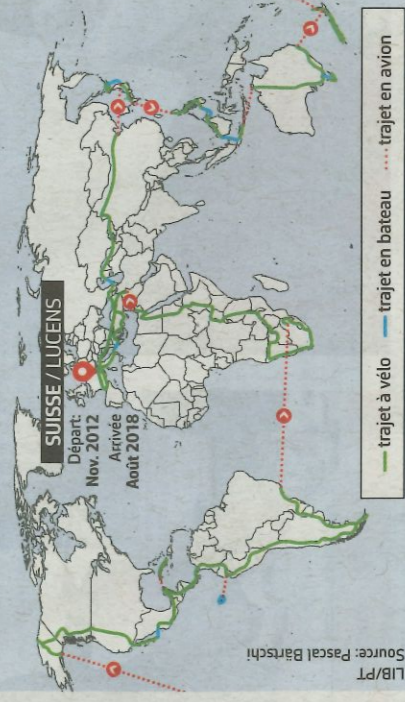 SUISSE / LUCENS
Départ:
Nov. 2012
Arrivée
Août 2018
trajet à vélo
trajet en bateau
trajet en avion
LIB/PT
Source: Pascal Bärtschi